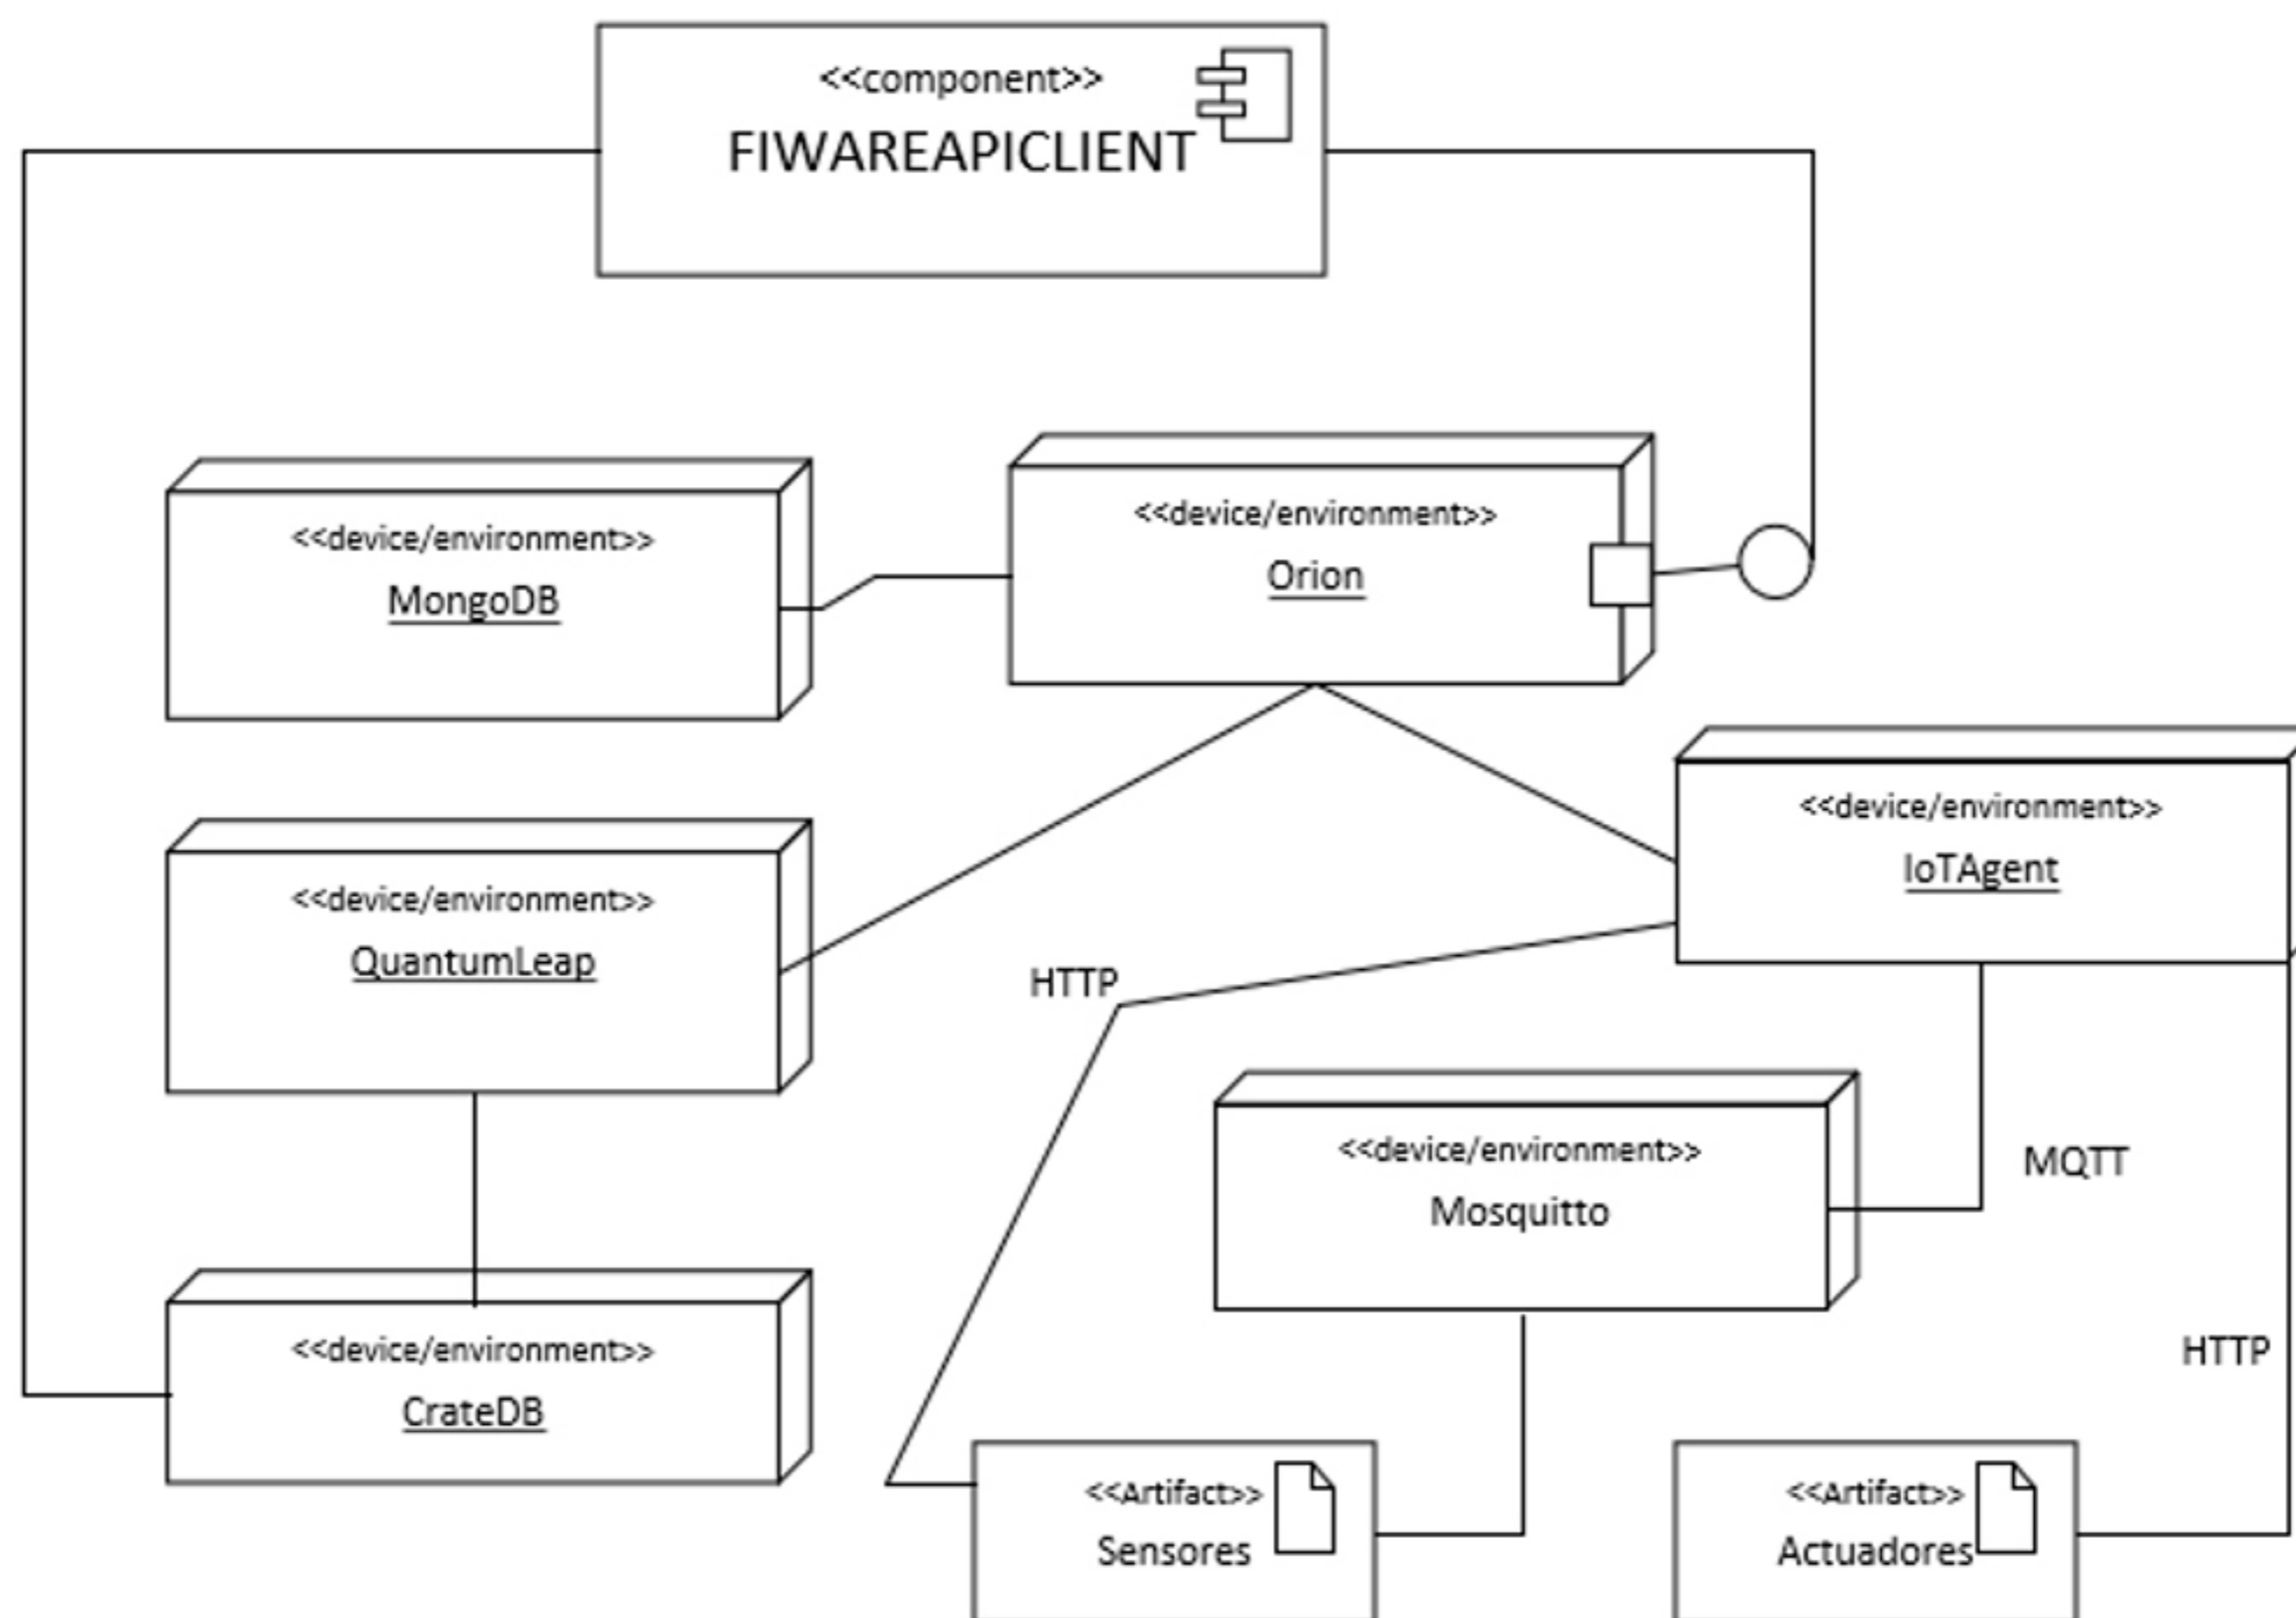 <<component>>
FIWAREAPICLIENT
<<device/environment>>
MongoDB
<<device/environment>>
Orion
<<device/environment>>
IoTAgent
<<device/environment>>
QuantumLeap
HTTP
<<device/environment>>
Mosquitto
MQTT
<<device/environment>>
CrateDB
HTTP
<<Artifact>>
Sensores
<<Artifact>>
Actuadores